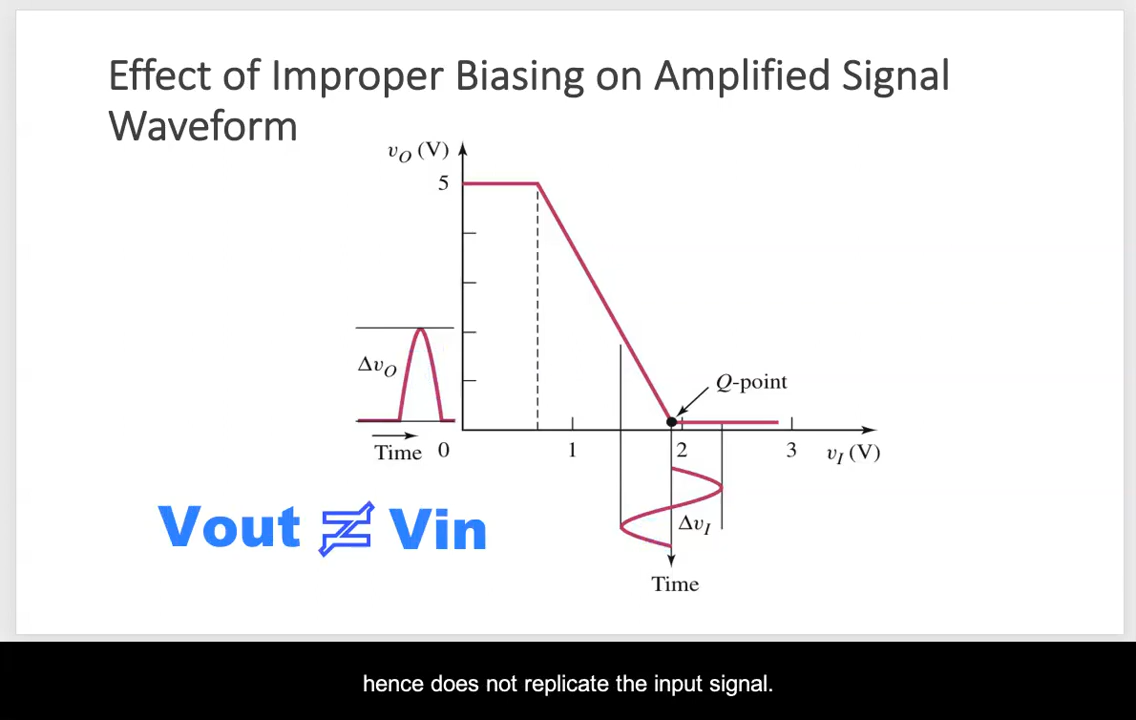 Effect of Improper Biasing on Amplified Signal
Waveform
vO (V)
5
ΔvO
Q-point
Time 0
1
2
3
vI (V)
Vout ≠ Vin
ΔvI
Time
hence does not replicate the input signal.